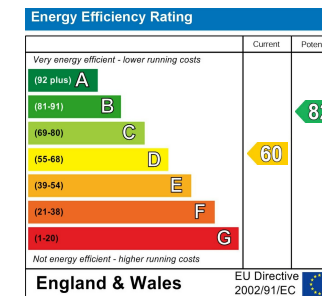 Energy Efficiency Rating
Current
Very energy efficient - lower running costs
(92 plus) A
(81-91) B
(69-80) C
(55-68) D
60
(39-54) E
(21-38) F
(1-20) G
Not energy efficient - higher running costs
England & Wales
EU Directive
2002/91/EC